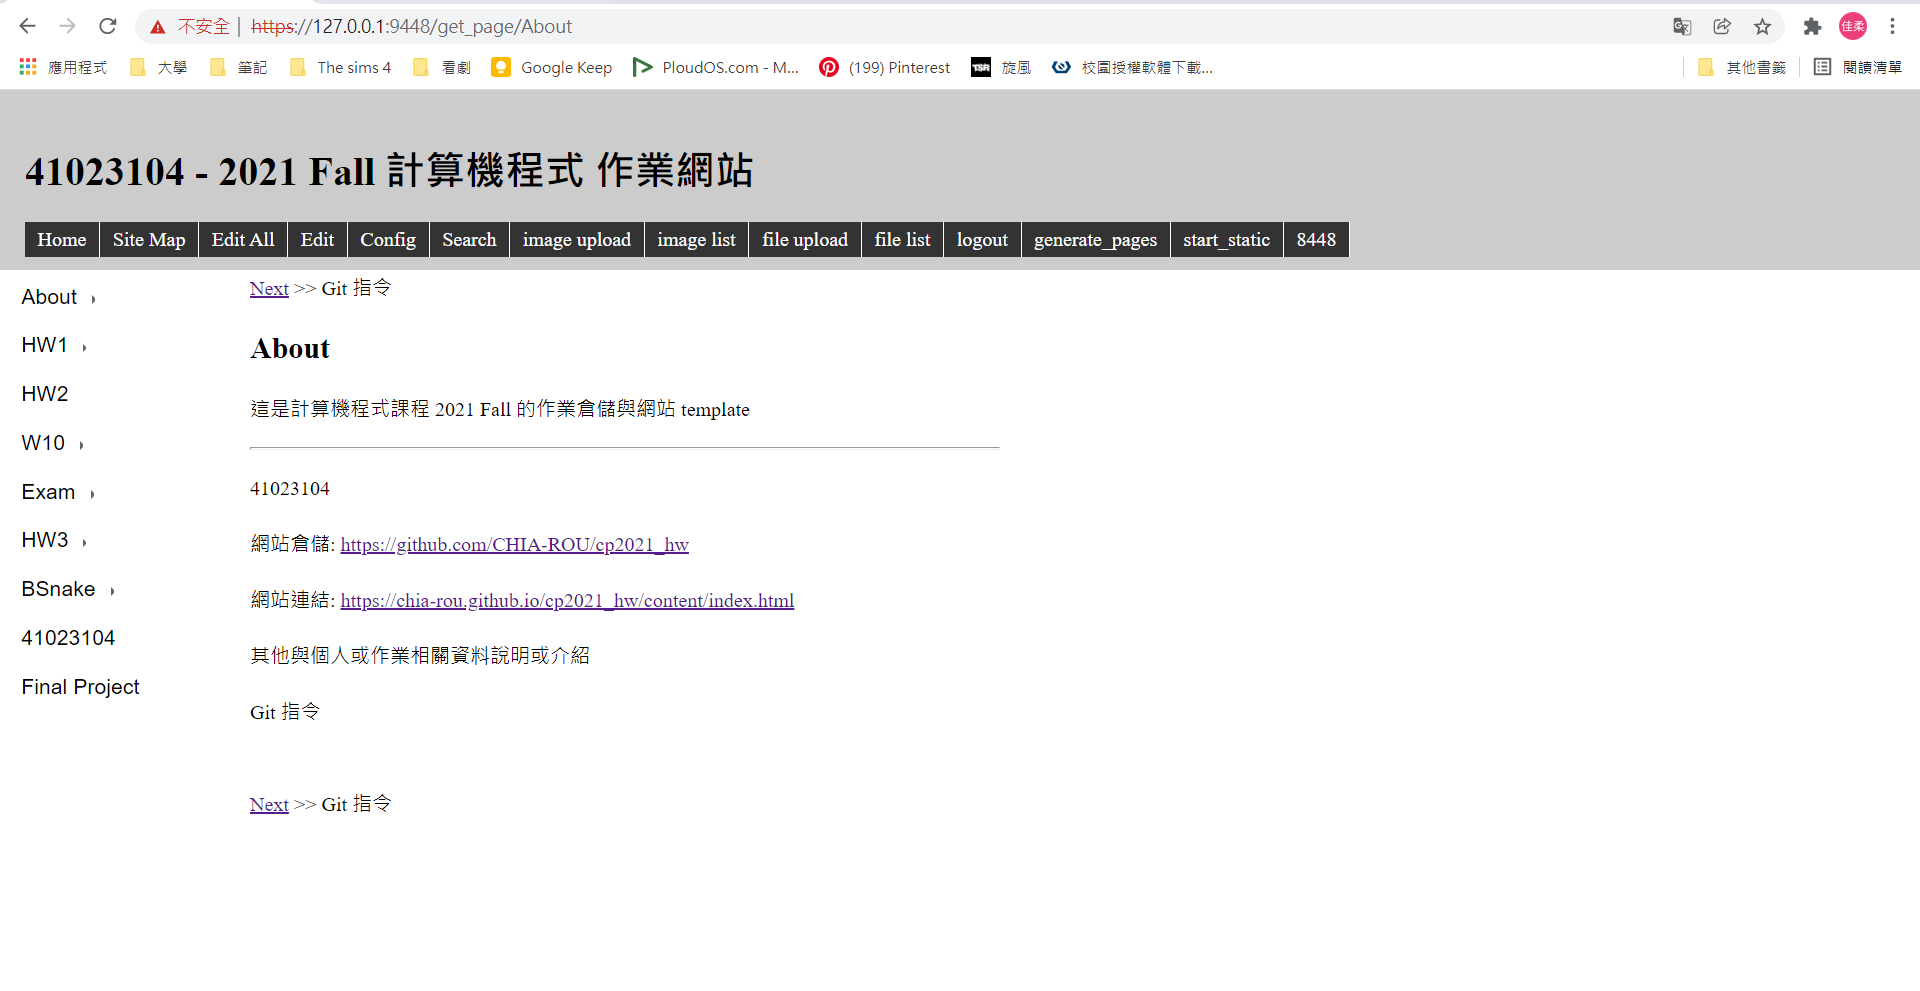 不安全 | https://127.0.0.1:9448/get_page/About
佳柔
應用程式 大學 筆記 The sims 4 看劇 Google Keep PloudOS.com - M... (199) Pinterest TSR 旋風 校園授權軟體下載... 其他書籤 閱讀清單
41023104 - 2021 Fall 計算機程式 作業網站
Home Site Map Edit All Edit Config Search image upload image list file upload file list logout generate_pages start_static 8448
About
HW1
HW2
W10
Exam
HW3
BSnake
41023104
Final Project
Next >> Git 指令
About
這是計算機程式課程 2021 Fall 的作業倉儲與網站 template
41023104
網站倉儲: https://github.com/CHIA-ROU/cp2021_hw
網站連結: https://chia-rou.github.io/cp2021_hw/content/index.html
其他與個人或作業相關資料說明或介紹
Git 指令
Next >> Git 指令